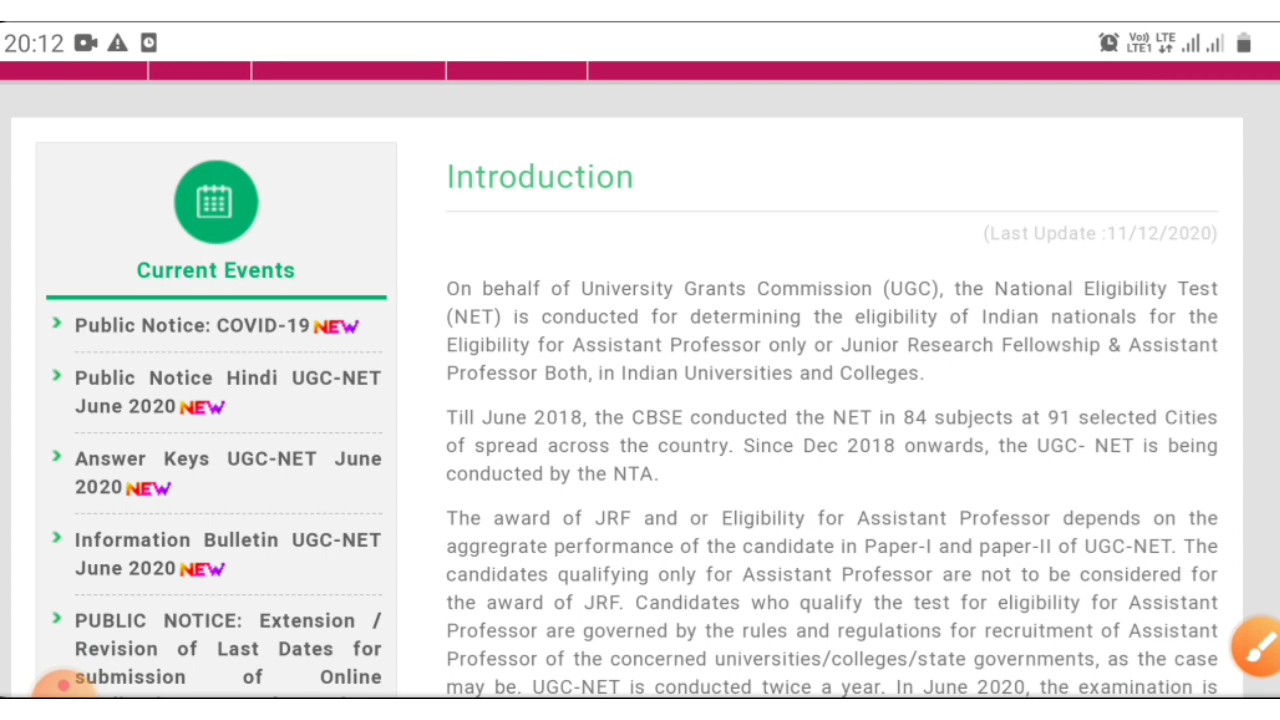 20:12
Vo)) LTE
LTE1
Current Events
Public Notice: COVID-19 NEW
Public Notice Hindi UGC-NET
June 2020 NEW
Answer Keys UGC-NET June
2020 NEW
Information Bulletin UGC-NET
June 2020 NEW
PUBLIC NOTICE: Extension /
Revision of Last Dates for
submission of Online
Introduction
(Last Update :11/12/2020)
On behalf of University Grants Commission (UGC), the National Eligibility Test
(NET) is conducted for determining the eligibility of Indian nationals for the
Eligibility for Assistant Professor only or Junior Research Fellowship & Assistant
Professor Both, in Indian Universities and Colleges.
Till June 2018, the CBSE conducted the NET in 84 subjects at 91 selected Cities
of spread across the country. Since Dec 2018 onwards, the UGC- NET is being
conducted by the NTA.
The award of JRF and or Eligibility for Assistant Professor depends on the
aggregrate performance of the candidate in Paper-I and paper-II of UGC-NET. The
candidates qualifying only for Assistant Professor are not to be considered for
the award of JRF. Candidates who qualify the test for eligibility for Assistant
Professor are governed by the rules and regulations for recruitment of Assistant
Professor of the concerned universities/colleges/state governments, as the case
may be. UGC-NET is conducted twice a year. In June 2020, the examination is